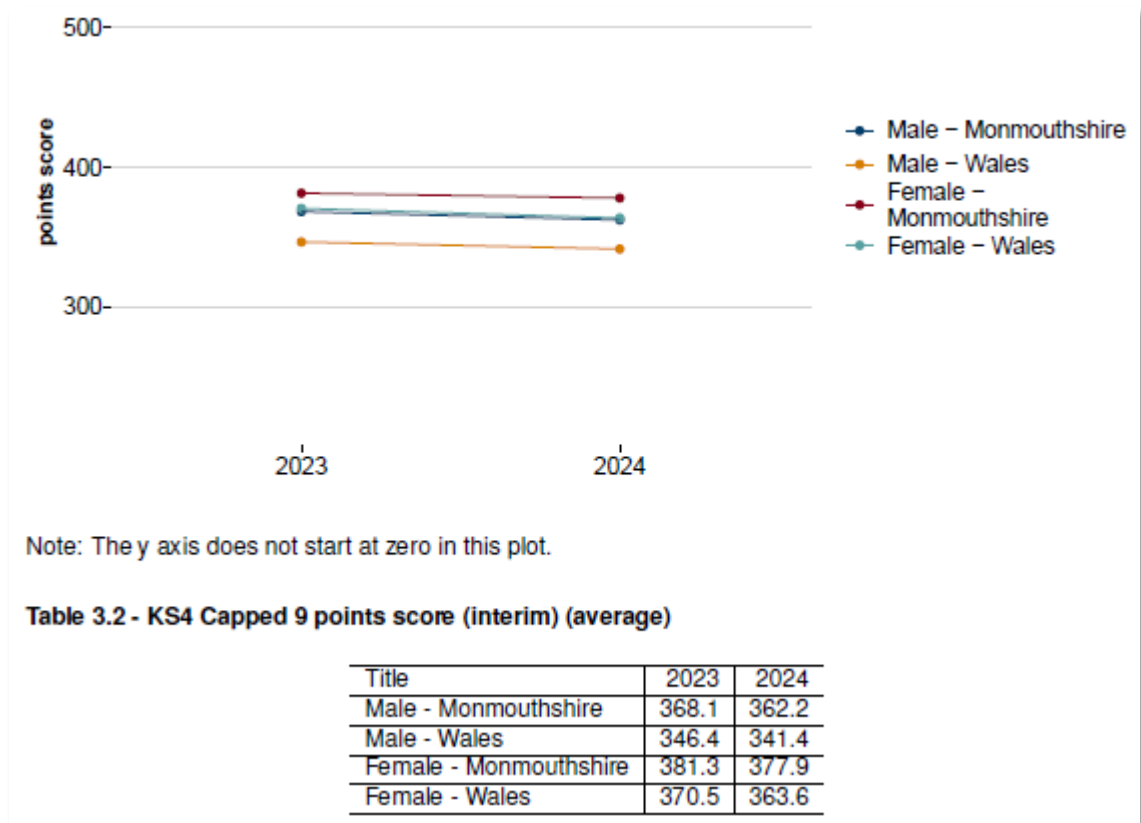 500
points score
400
300
2023 2024
Male − Monmouthshire
Male − Wales
Female −
Monmouthshire
Female − Wales
Note: The y axis does not start at zero in this plot.
Table 3.2 - KS4 Capped 9 points score (interim) (average)
Title 2023 2024
Male - Monmouthshire 368.1 362.2
Male - Wales 346.4 341.4
Female - Monmouthshire 381.3 377.9
Female - Wales 370.5 363.6